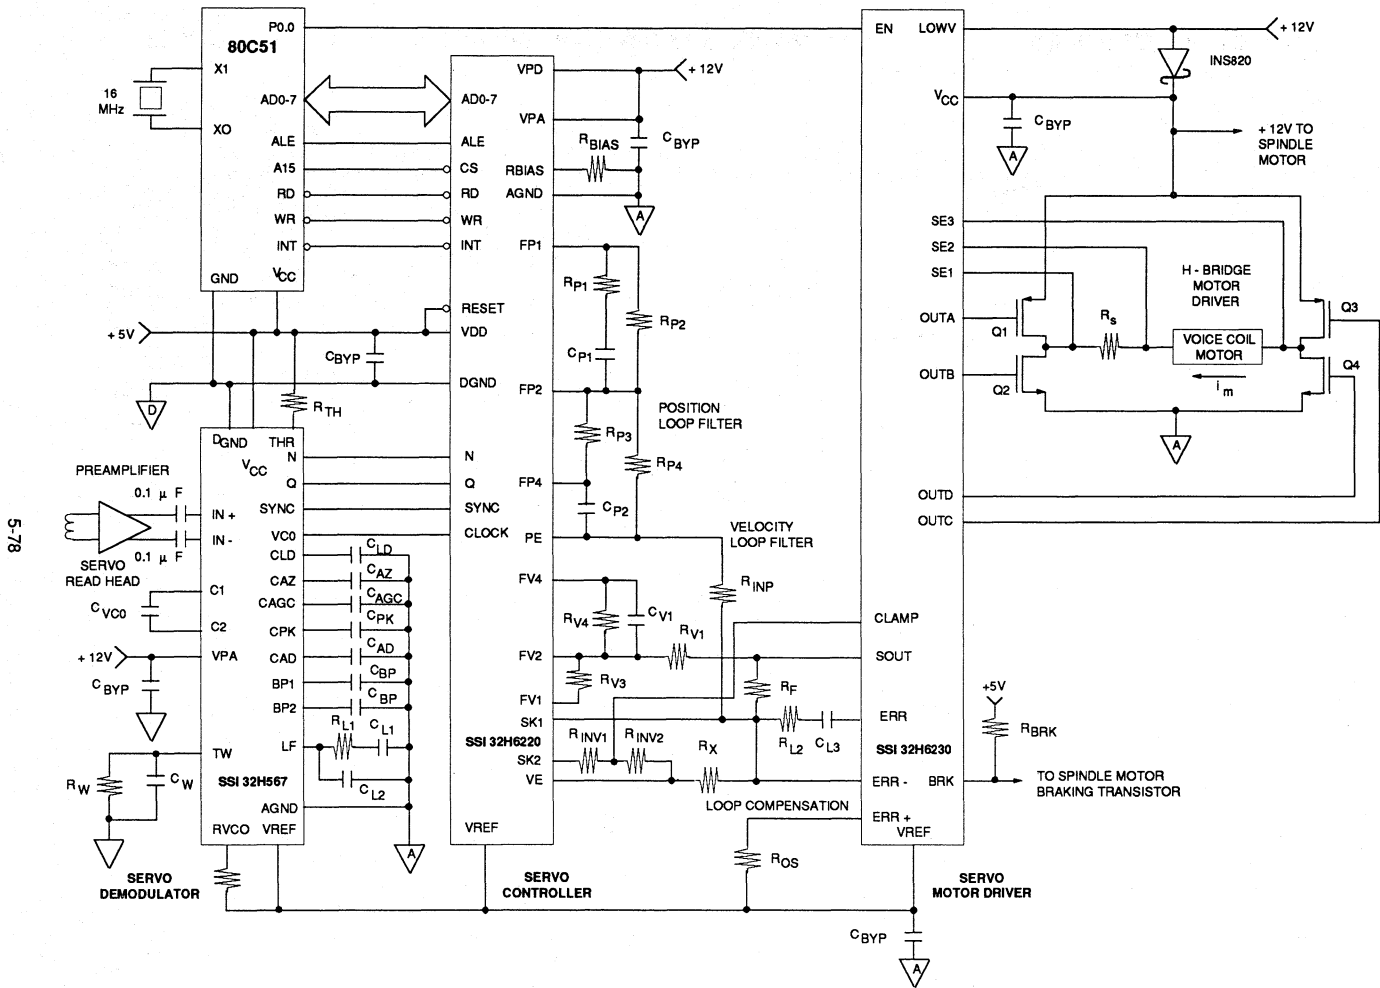 P0.0
80C51
X1
16
MHz
AD0-7
XO
ALE
A15
RD
WR
INT
GND
VCC
+ 5V
CBYP
D
RTH
DGND
THR
VCC
N
Q
SYNC
VC0
PREAMPLIFIER
0.1 μ F
IN +
IN -
0.1 μ F
SERVO
READ HEAD
5-78
C1
CVC0
C2
+ 12V
VPA
CBYP
CLD
CAZ
CAGC
CPK
CAD
BP1
BP2
LF
CLD
CAZ
CAGC
CPK
CAD
CBP
CBP
RL1
CL1
CL2
TW
RW
CW
SSI 32H567
AGND
RVCO
VREF
A
SERVO
DEMODULATOR
VPD
+ 12V
AD0-7
VPA
RBIAS
CBYP
ALE
CS
RBIAS
RD
AGND
A
WR
INT
FP1
RESET
VDD
DGND
RP1
RP2
CP1
FP2
POSITION
LOOP FILTER
RP3
RP4
N
Q
FP4
SYNC
CP2
CLOCK
PE
VELOCITY
LOOP FILTER
FV4
RINP
RV4
CV1
RV1
FV2
RV3
FV1
SK1
SSI 32H6220
RINV1
RINV2
SK2
VE
RX
RF
RL2
CL3
LOOP COMPENSATION
VREF
ROS
SERVO
CONTROLLER
EN
LOWV
+ 12V
INS820
VCC
CBYP
A
+ 12V TO
SPINDLE
MOTOR
SE3
SE2
SE1
H - BRIDGE
MOTOR
DRIVER
OUTA
Q1
Rs
VOICE COIL
MOTOR
Q3
OUTB
Q2
im
Q4
A
OUTD
OUTC
CLAMP
SOUT
+5V
ERR
RBRK
SSI 32H6230
ERR -
BRK
TO SPINDLE MOTOR
BRAKING TRANSISTOR
ERR +
VREF
SERVO
MOTOR DRIVER
CBYP
A